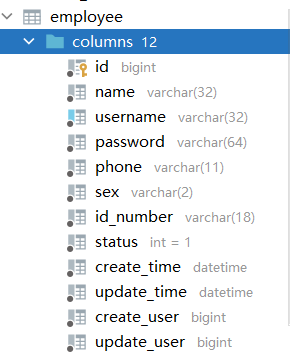 employee
columns 12
id bigint
name varchar(32)
username varchar(32)
password varchar(64)
phone varchar(11)
sex varchar(2)
id_number varchar(18)
status int = 1
create_time datetime
update_time datetime
create_user bigint
update_user bigint